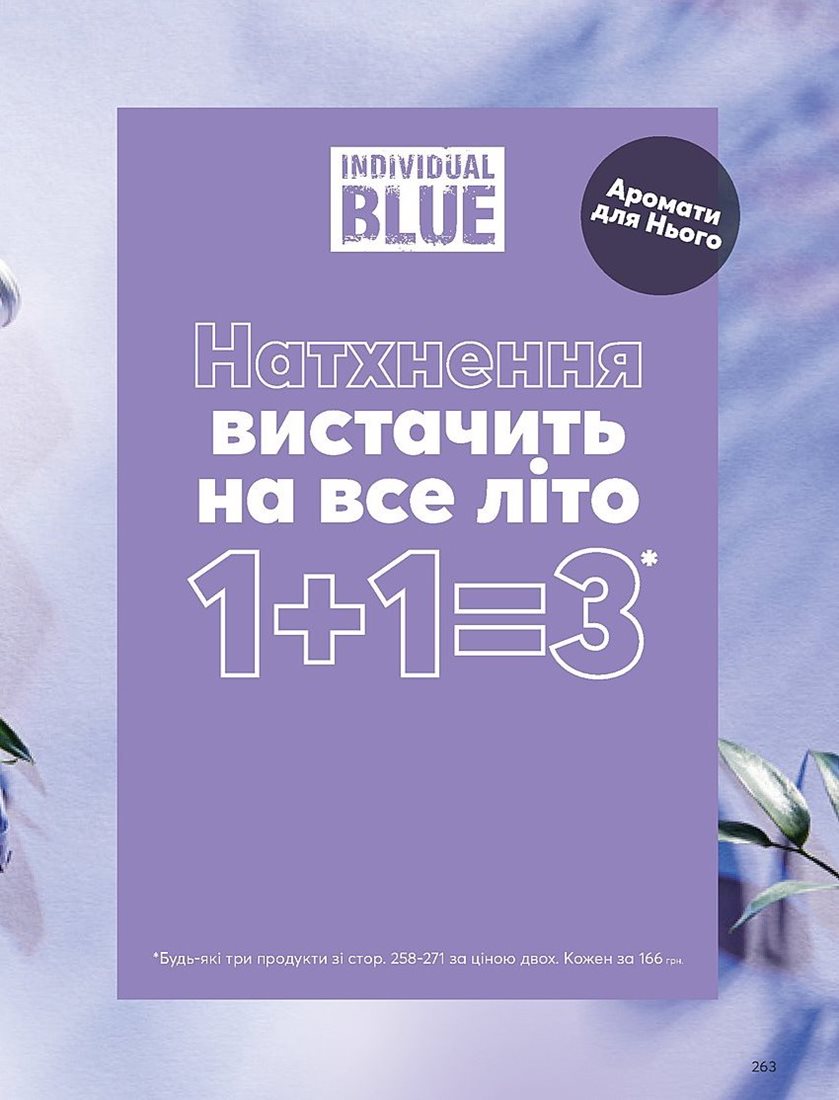 INDIVIDUAL
BLUE
Аромати
для Нього
Натхнення
вистачить
на все літо
1+1=3*
*Будь-які три продукти зі стор. 258-271 за ціною двох. Кожен за 166 грн.
263